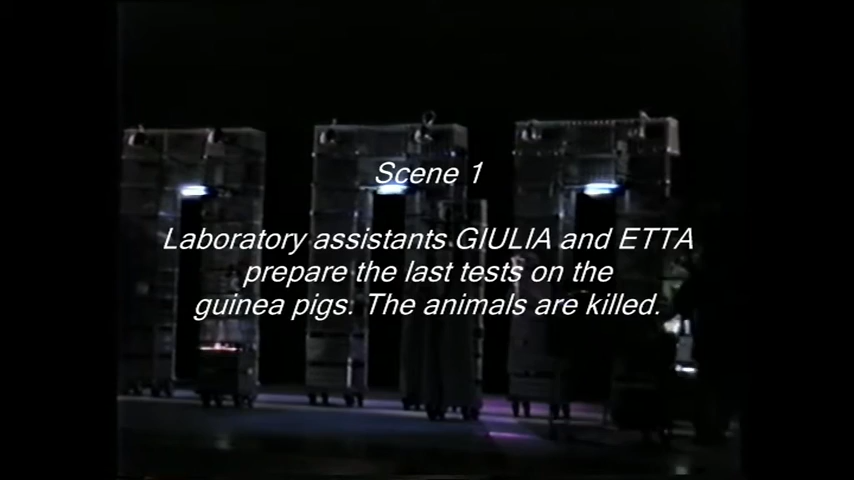 Scene 1
Laboratory assistants GIULIA and ETTA
prepare the last tests on the
guinea pigs. The animals are killed.